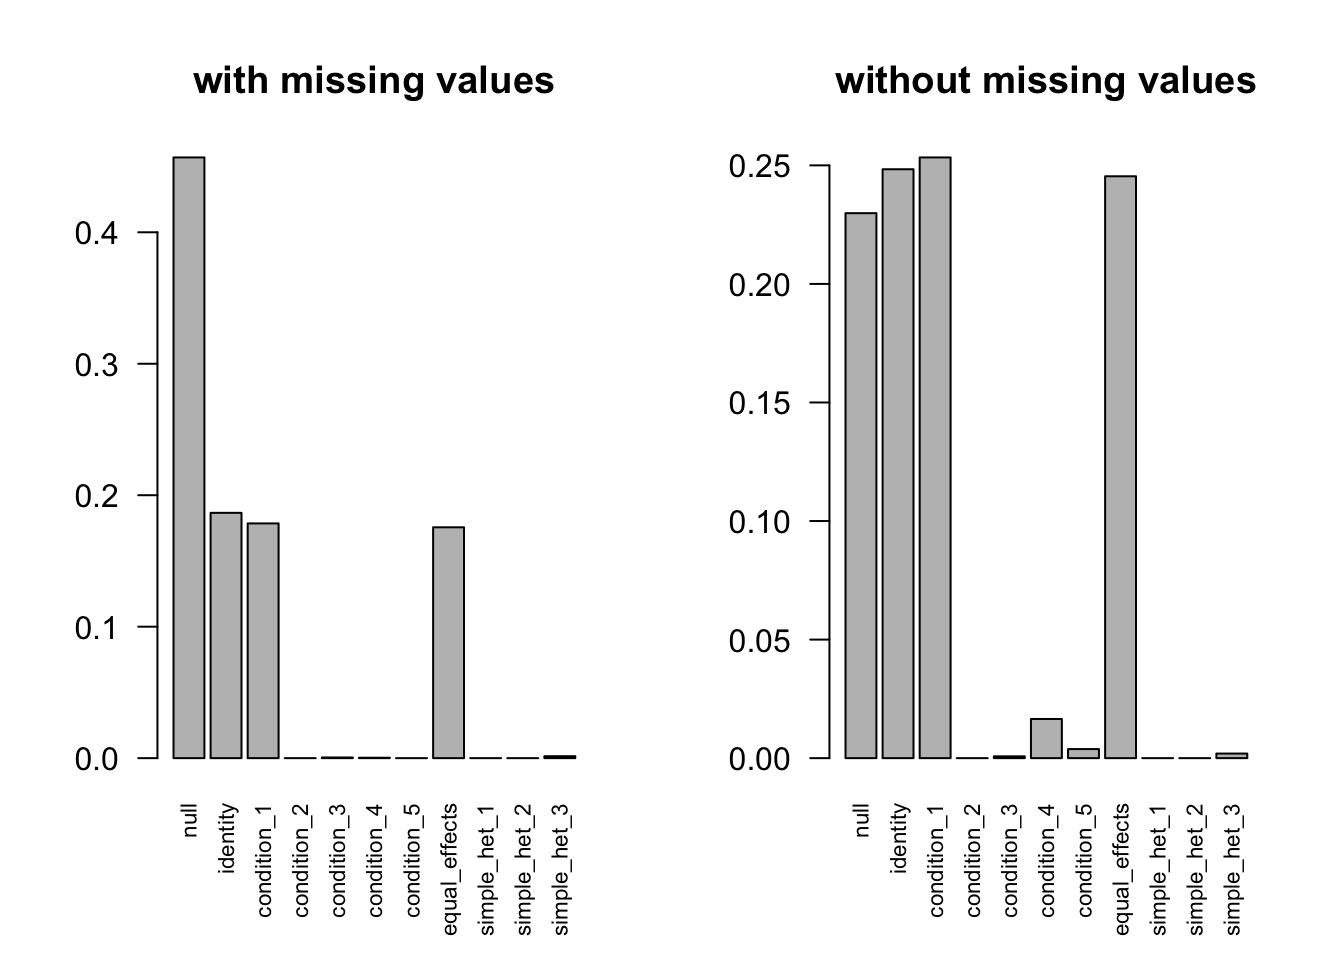 with missing values
0.4
0.3
0.2
0.1
0.0
null
identity
condition_1
condition_2
condition_3
condition_4
condition_5
equal_effects
simple_het_1
simple_het_2
simple_het_3
without missing values
0.25
0.20
0.15
0.10
0.05
0.00
null
identity
condition_1
condition_2
condition_3
condition_4
condition_5
equal_effects
simple_het_1
simple_het_2
simple_het_3